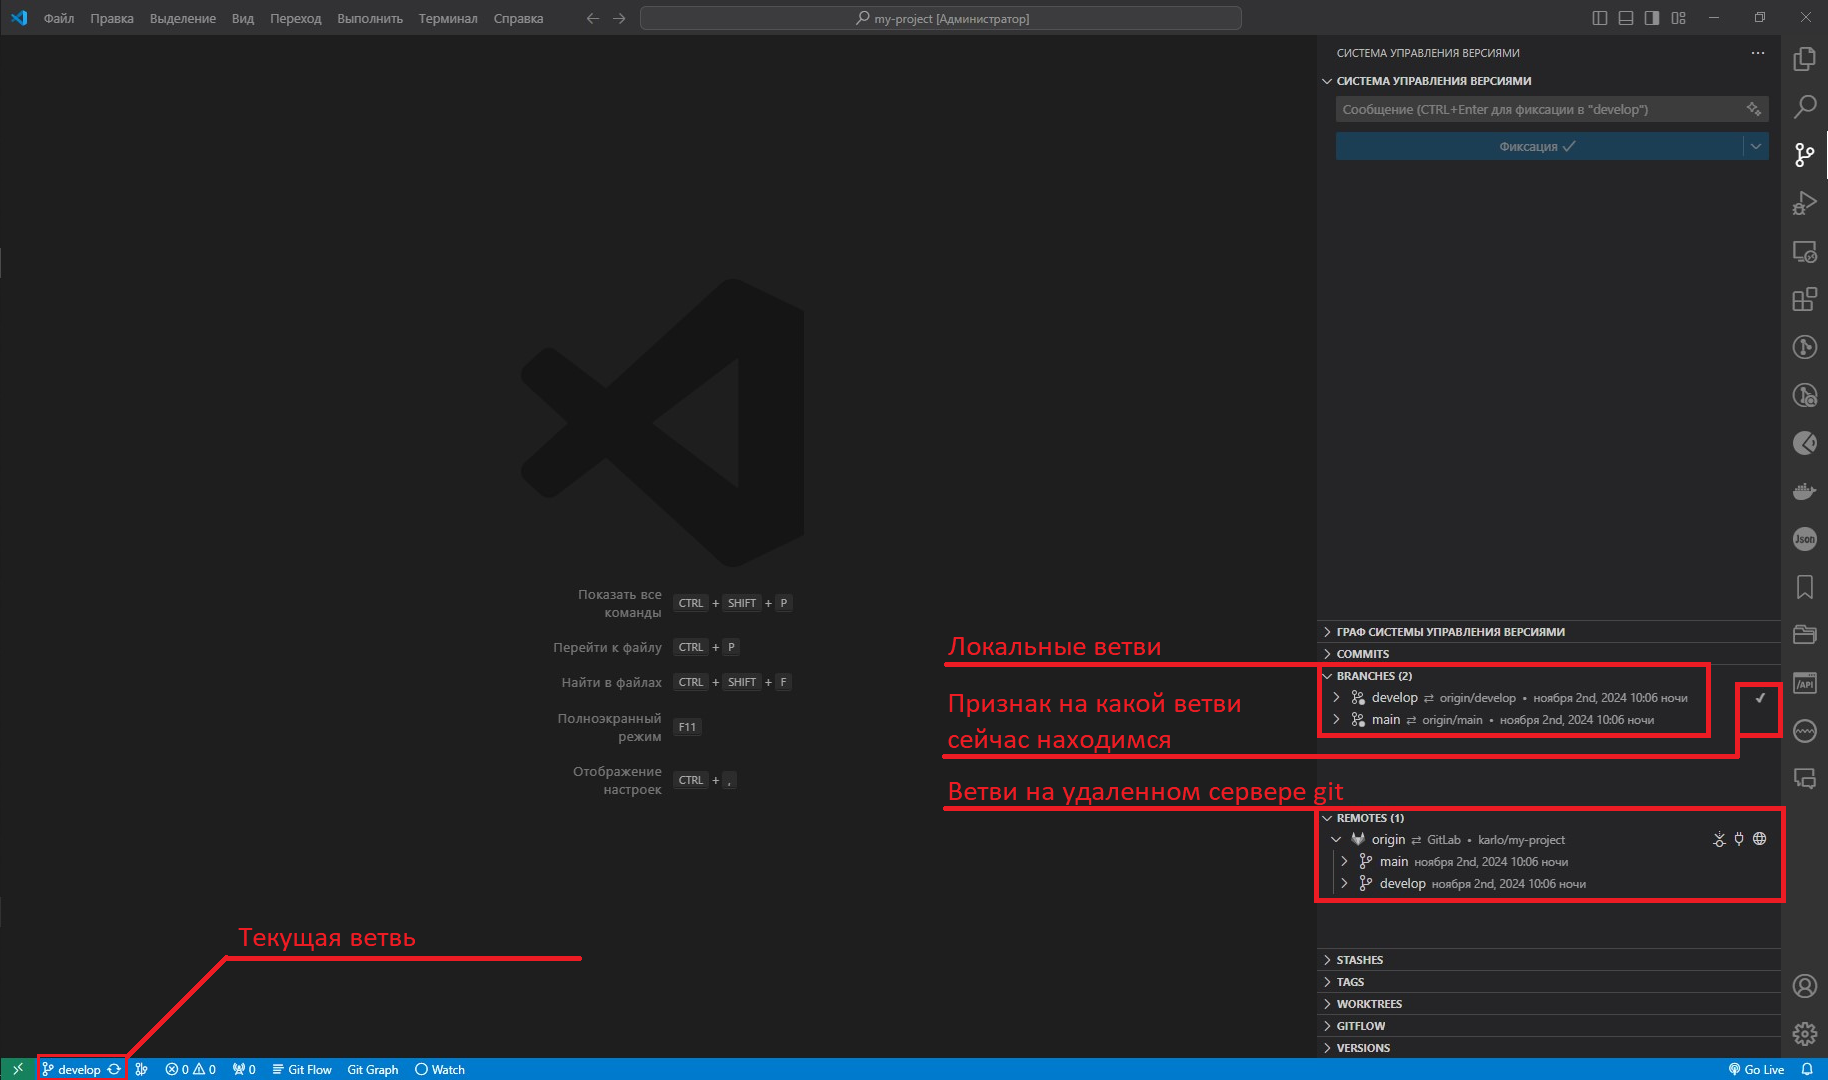 Файл Правка Выделение Вид Переход Выполнить Терминал Справка
my-project [Администратор]
СИСТЕМА УПРАВЛЕНИЯ ВЕРСИЯМИ
СИСТЕМА УПРАВЛЕНИЯ ВЕРСИЯМИ
Сообщение (CTRL+Enter для фиксации в "develop")
Фиксация
Json
/API
Показать все
команды
CTRL + SHIFT + P
Перейти к файлу CTRL + P
Найти в файлах CTRL + SHIFT + F
Полноэкранный
режим
F11
Отображение
настроек
CTRL + ,
ГРАФ СИСТЕМЫ УПРАВЛЕНИЯ ВЕРСИЯМИ
COMMITS
Локальные ветви
BRANCHES (2)
develop ⇄ origin/develop • ноября 2nd, 2024 10:06 ночи
main ⇄ origin/main • ноября 2nd, 2024 10:06 ночи
Признак на какой ветви
сейчас находимся
Ветви на удаленном сервере git
REMOTES (1)
origin ⇄ GitLab • karlo/my-project
main ноября 2nd, 2024 10:06 ночи
develop ноября 2nd, 2024 10:06 ночи
Текущая ветвь
STASHES
TAGS
WORKTREES
GITFLOW
VERSIONS
develop 0 0 0 Git Flow Git Graph Watch Go Live